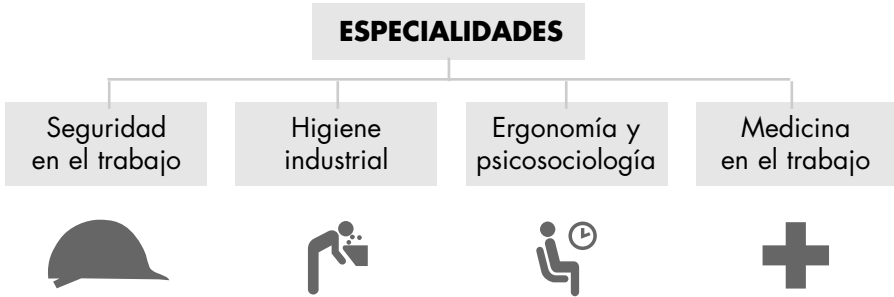 ESPECIALIDADES
Seguridad
en el trabajo
Higiene
industrial
Ergonomía y
psicosociología
Medicina
en el trabajo